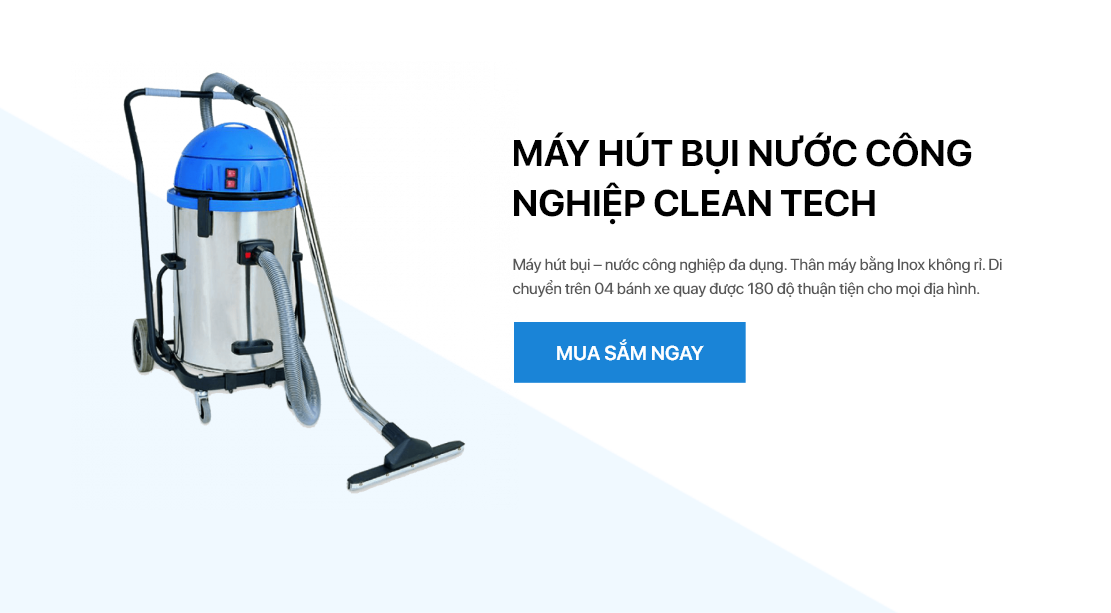 MÁY HÚT BỤI NƯỚC CÔNG
NGHIỆP CLEAN TECH
Máy hút bụi – nước công nghiệp đa dụng. Thân máy bằng Inox không rỉ. Di
chuyển trên 04 bánh xe quay được 180 độ thuận tiện cho mọi địa hình.
MUA SẮM NGAY